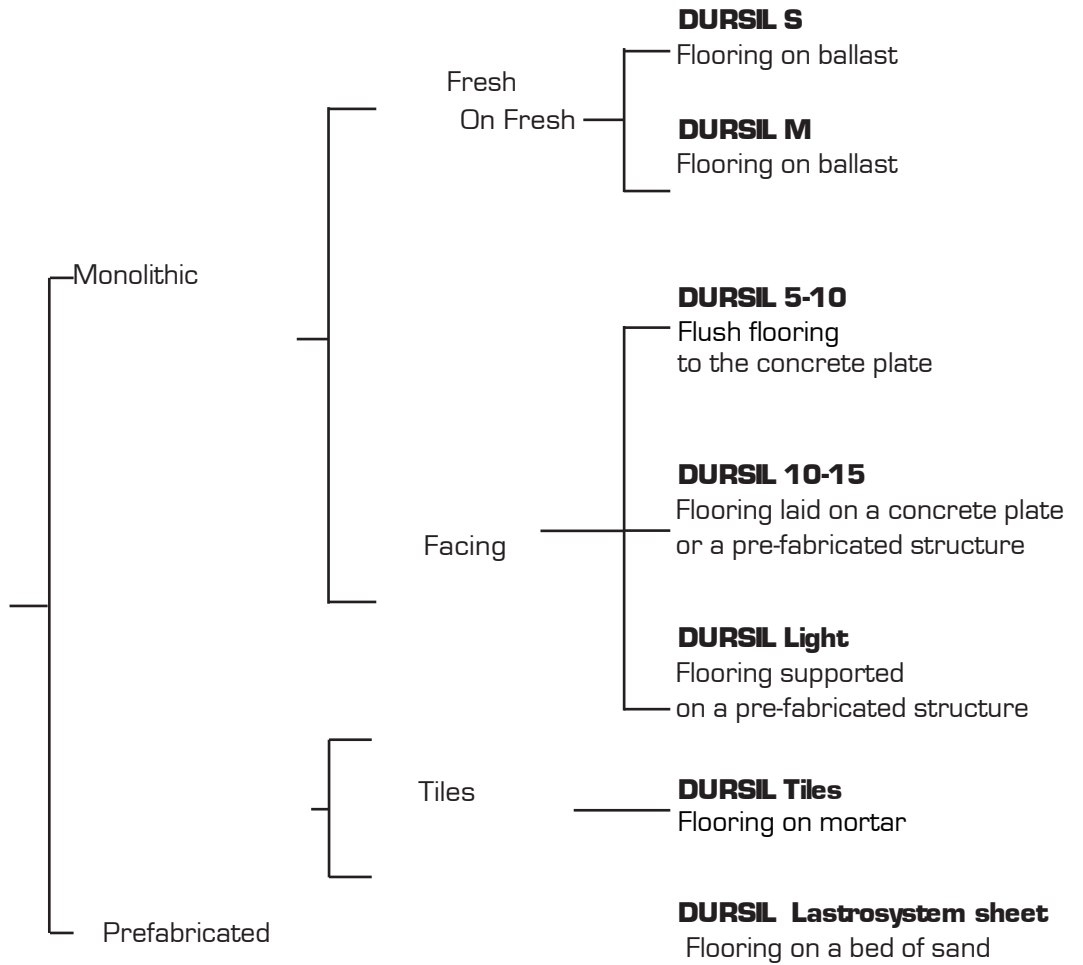 DURSIL S
Flooring on ballast
Fresh
On Fresh
DURSIL M
Flooring on ballast
Monolithic
DURSIL 5-10
Flush flooring
to the concrete plate
DURSIL 10-15
Flooring laid on a concrete plate
or a pre-fabricated structure
Facing
DURSIL Light
Flooring supported
on a pre-fabricated structure
Tiles
DURSIL Tiles
Flooring on mortar
Prefabricated
DURSIL Lastrosystem sheet
Flooring on a bed of sand